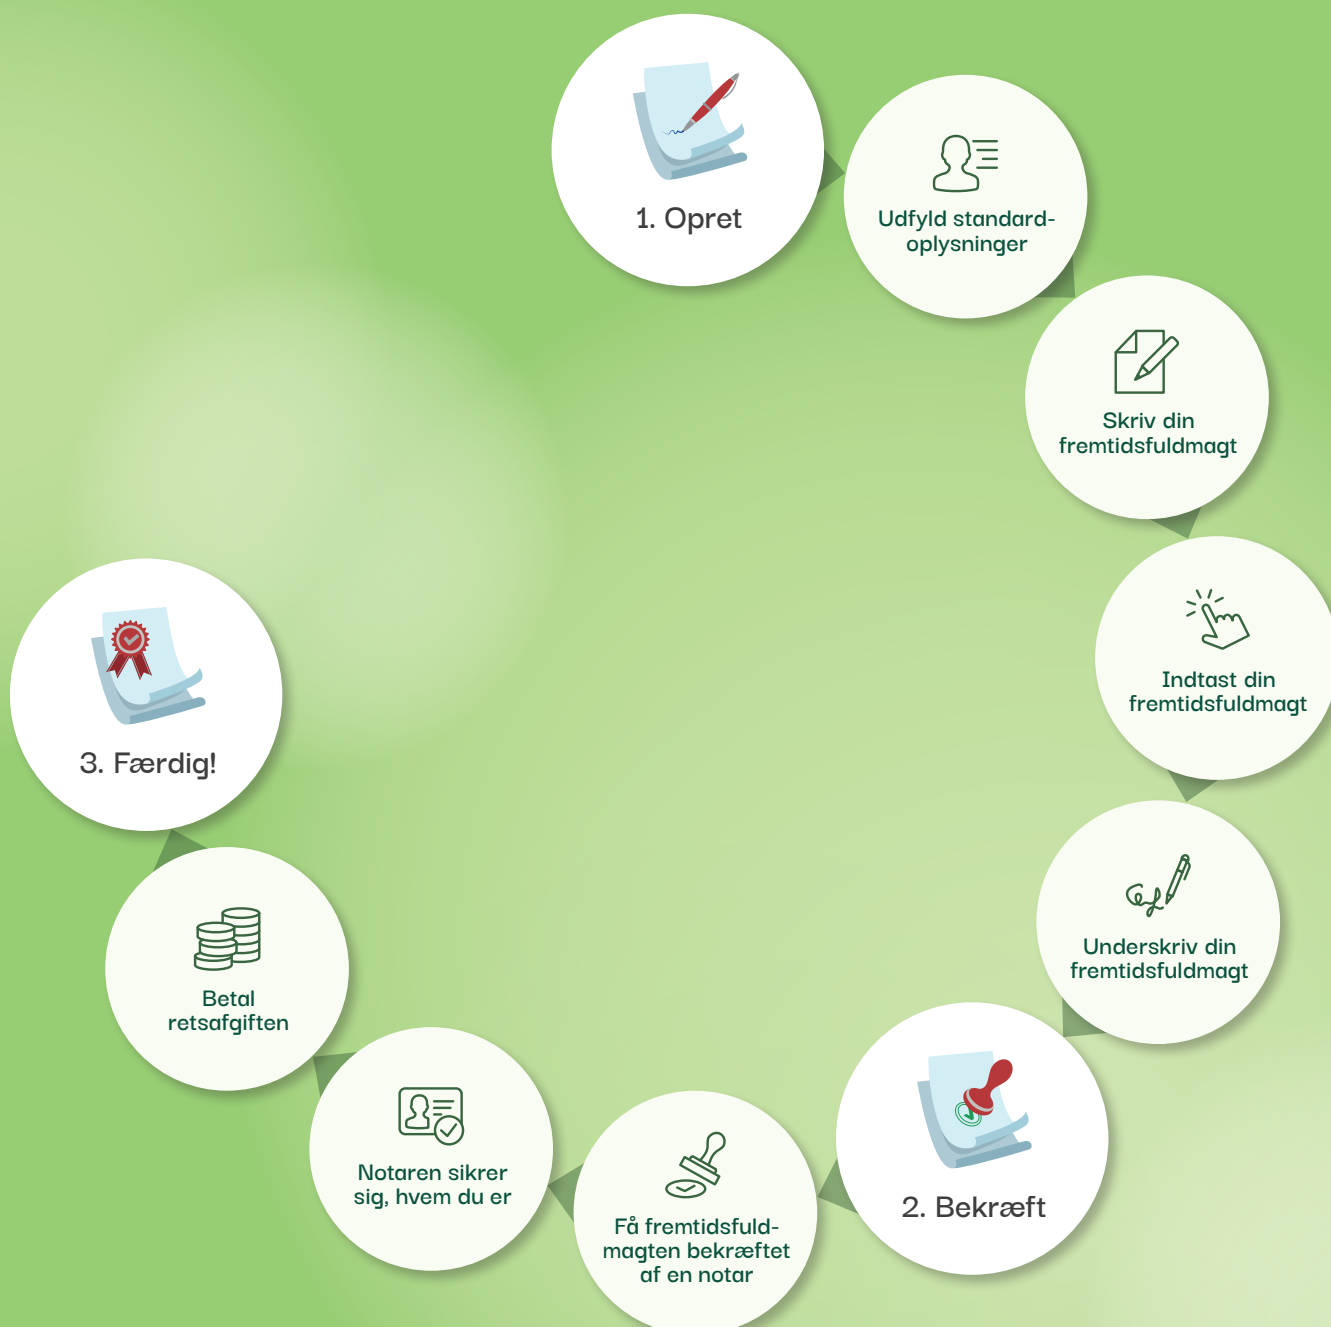 1. Opret
Udfyld standard-
oplysninger
Skriv din
fremtidsfuldmagt
Indtast din
fremtidsfuldmagt
Underskriv din
fremtidsfuldmagt
2. Bekræft
Få fremtidsfuld-
magten bekræftet
af en notar
Notaren sikrer
sig, hvem du er
Betal
retsafgiften
3. Færdig!